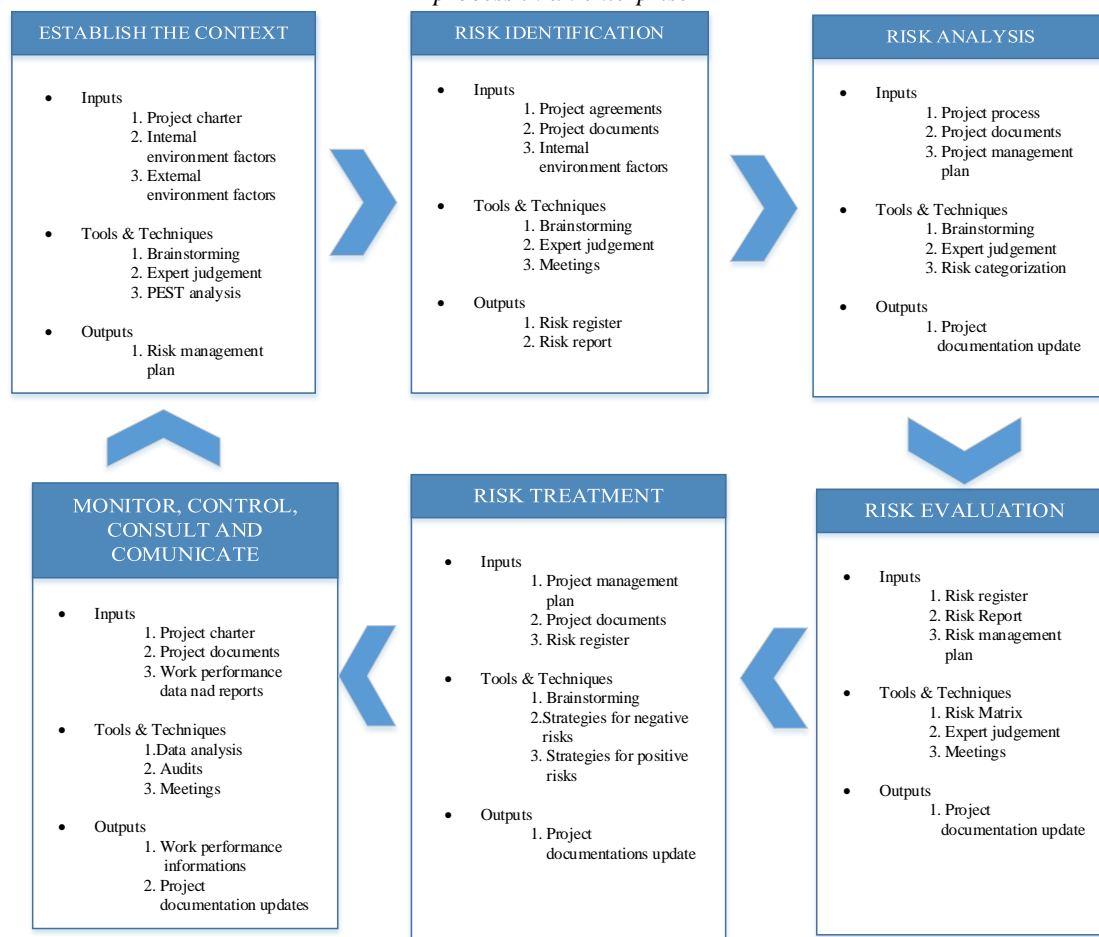 ESTABLISH THE CONTEXT
• Inputs
1. Project charter
2. Internal
environment factors
3. External
environment factors
• Tools & Techniques
1. Brainstorming
2. Expert judgement
3. PEST analysis
• Outputs
1. Risk management
plan
RISK IDENTIFICATION
• Inputs
1. Project agreements
2. Project documents
3. Internal
environment factors
• Tools & Techniques
1. Brainstorming
2. Expert judgement
3. Meetings
• Outputs
1. Risk register
2. Risk report
RISK ANALYSIS
• Inputs
1. Project process
2. Project documents
3. Project management
plan
• Tools & Techniques
1. Brainstorming
2. Expert judgement
3. Risk categorization
• Outputs
1. Project
documentation update
RISK EVALUATION
• Inputs
1. Risk register
2. Risk Report
3. Risk management
plan
• Tools & Techniques
1. Risk Matrix
2. Expert judgement
3. Meetings
• Outputs
1. Project
documentation update
RISK TREATMENT
• Inputs
1. Project management
plan
2. Project documents
3. Risk register
• Tools & Techniques
1. Brainstorming
2.Strategies for negative
risks
3. Strategies for positive
risks
• Outputs
1. Project
documentations update
MONITOR, CONTROL,
CONSULT AND
COMUNICATE
• Inputs
1. Project charter
2. Project documents
3. Work performance
data nad reports
• Tools & Techniques
1.Data analysis
2. Audits
3. Meetings
• Outputs
1. Work performance
informations
2. Project
documentation updates